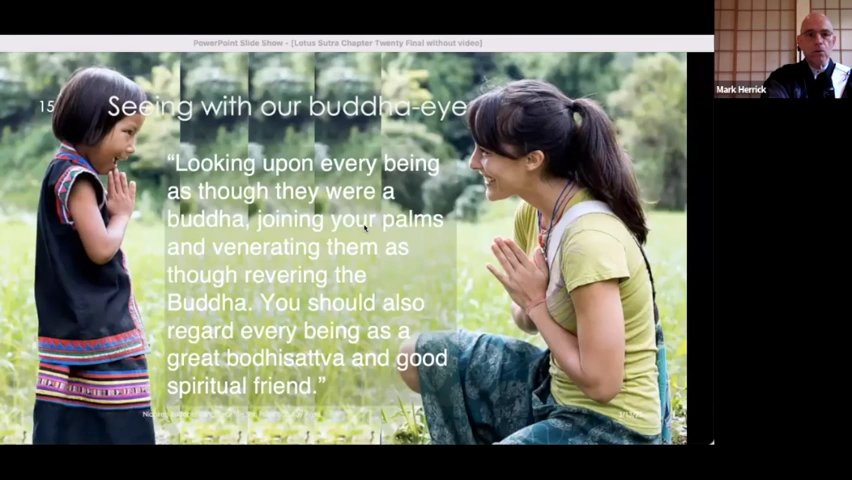 PowerPoint Slide Show - [Lotus Sutra Chapter Twenty Final without video]
15
Seeing with our buddha-eye
“Looking upon every being
as though they were a
buddha, joining your palms
and venerating them as
though revering the
Buddha. You should also
regard every being as a
great bodhisattva and good
spiritual friend.”
Mark Herrick